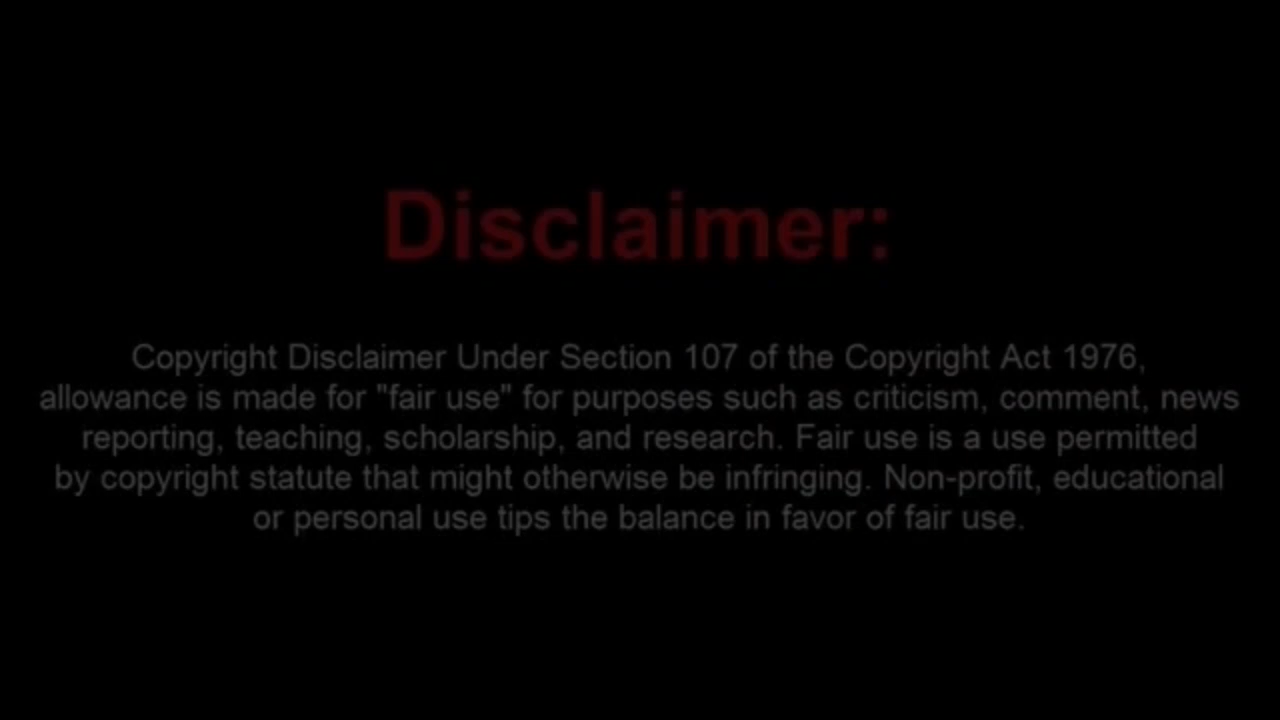 Disclaimer:
Copyright Disclaimer Under Section 107 of the Copyright Act 1976,
allowance is made for "fair use" for purposes such as criticism, comment, news
reporting, teaching, scholarship, and research. Fair use is a use permitted
by copyright statute that might otherwise be infringing. Non-profit, educational
or personal use tips the balance in favor of fair use.